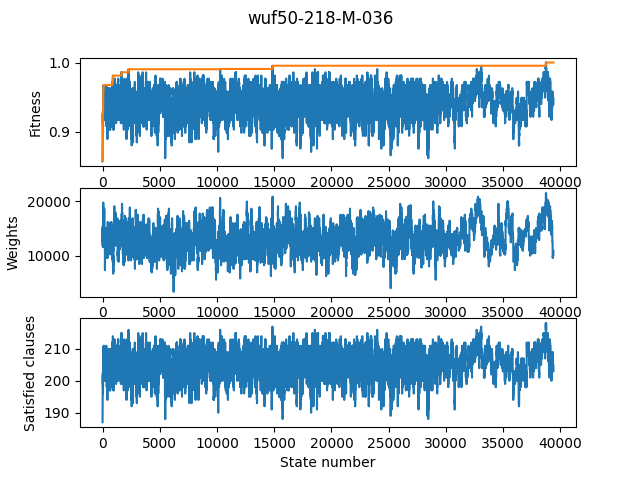 wuf50-218-M-036
1.0
0.9
Fitness
0 5000 10000 15000 20000 25000 30000 35000 40000
20000
10000
Weights
0 5000 10000 15000 20000 25000 30000 35000 40000
210
200
190
Satisfied clauses
0 5000 10000 15000 20000 25000 30000 35000 40000
State number